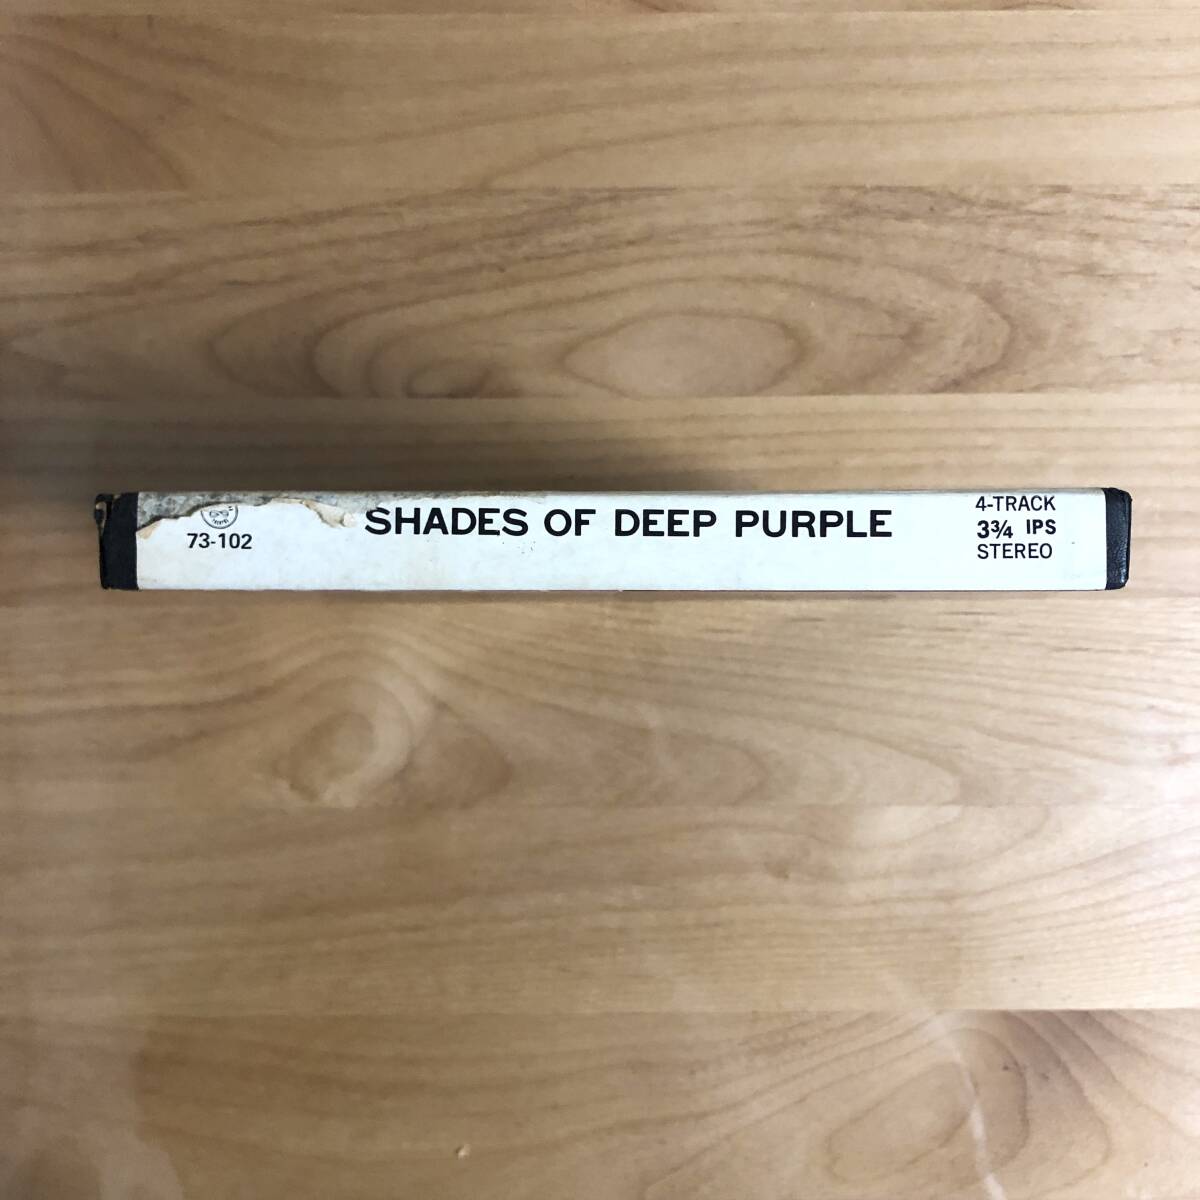 73-102
SHADES OF DEEP PURPLE
4-TRACK
3¾ IPS
STEREO